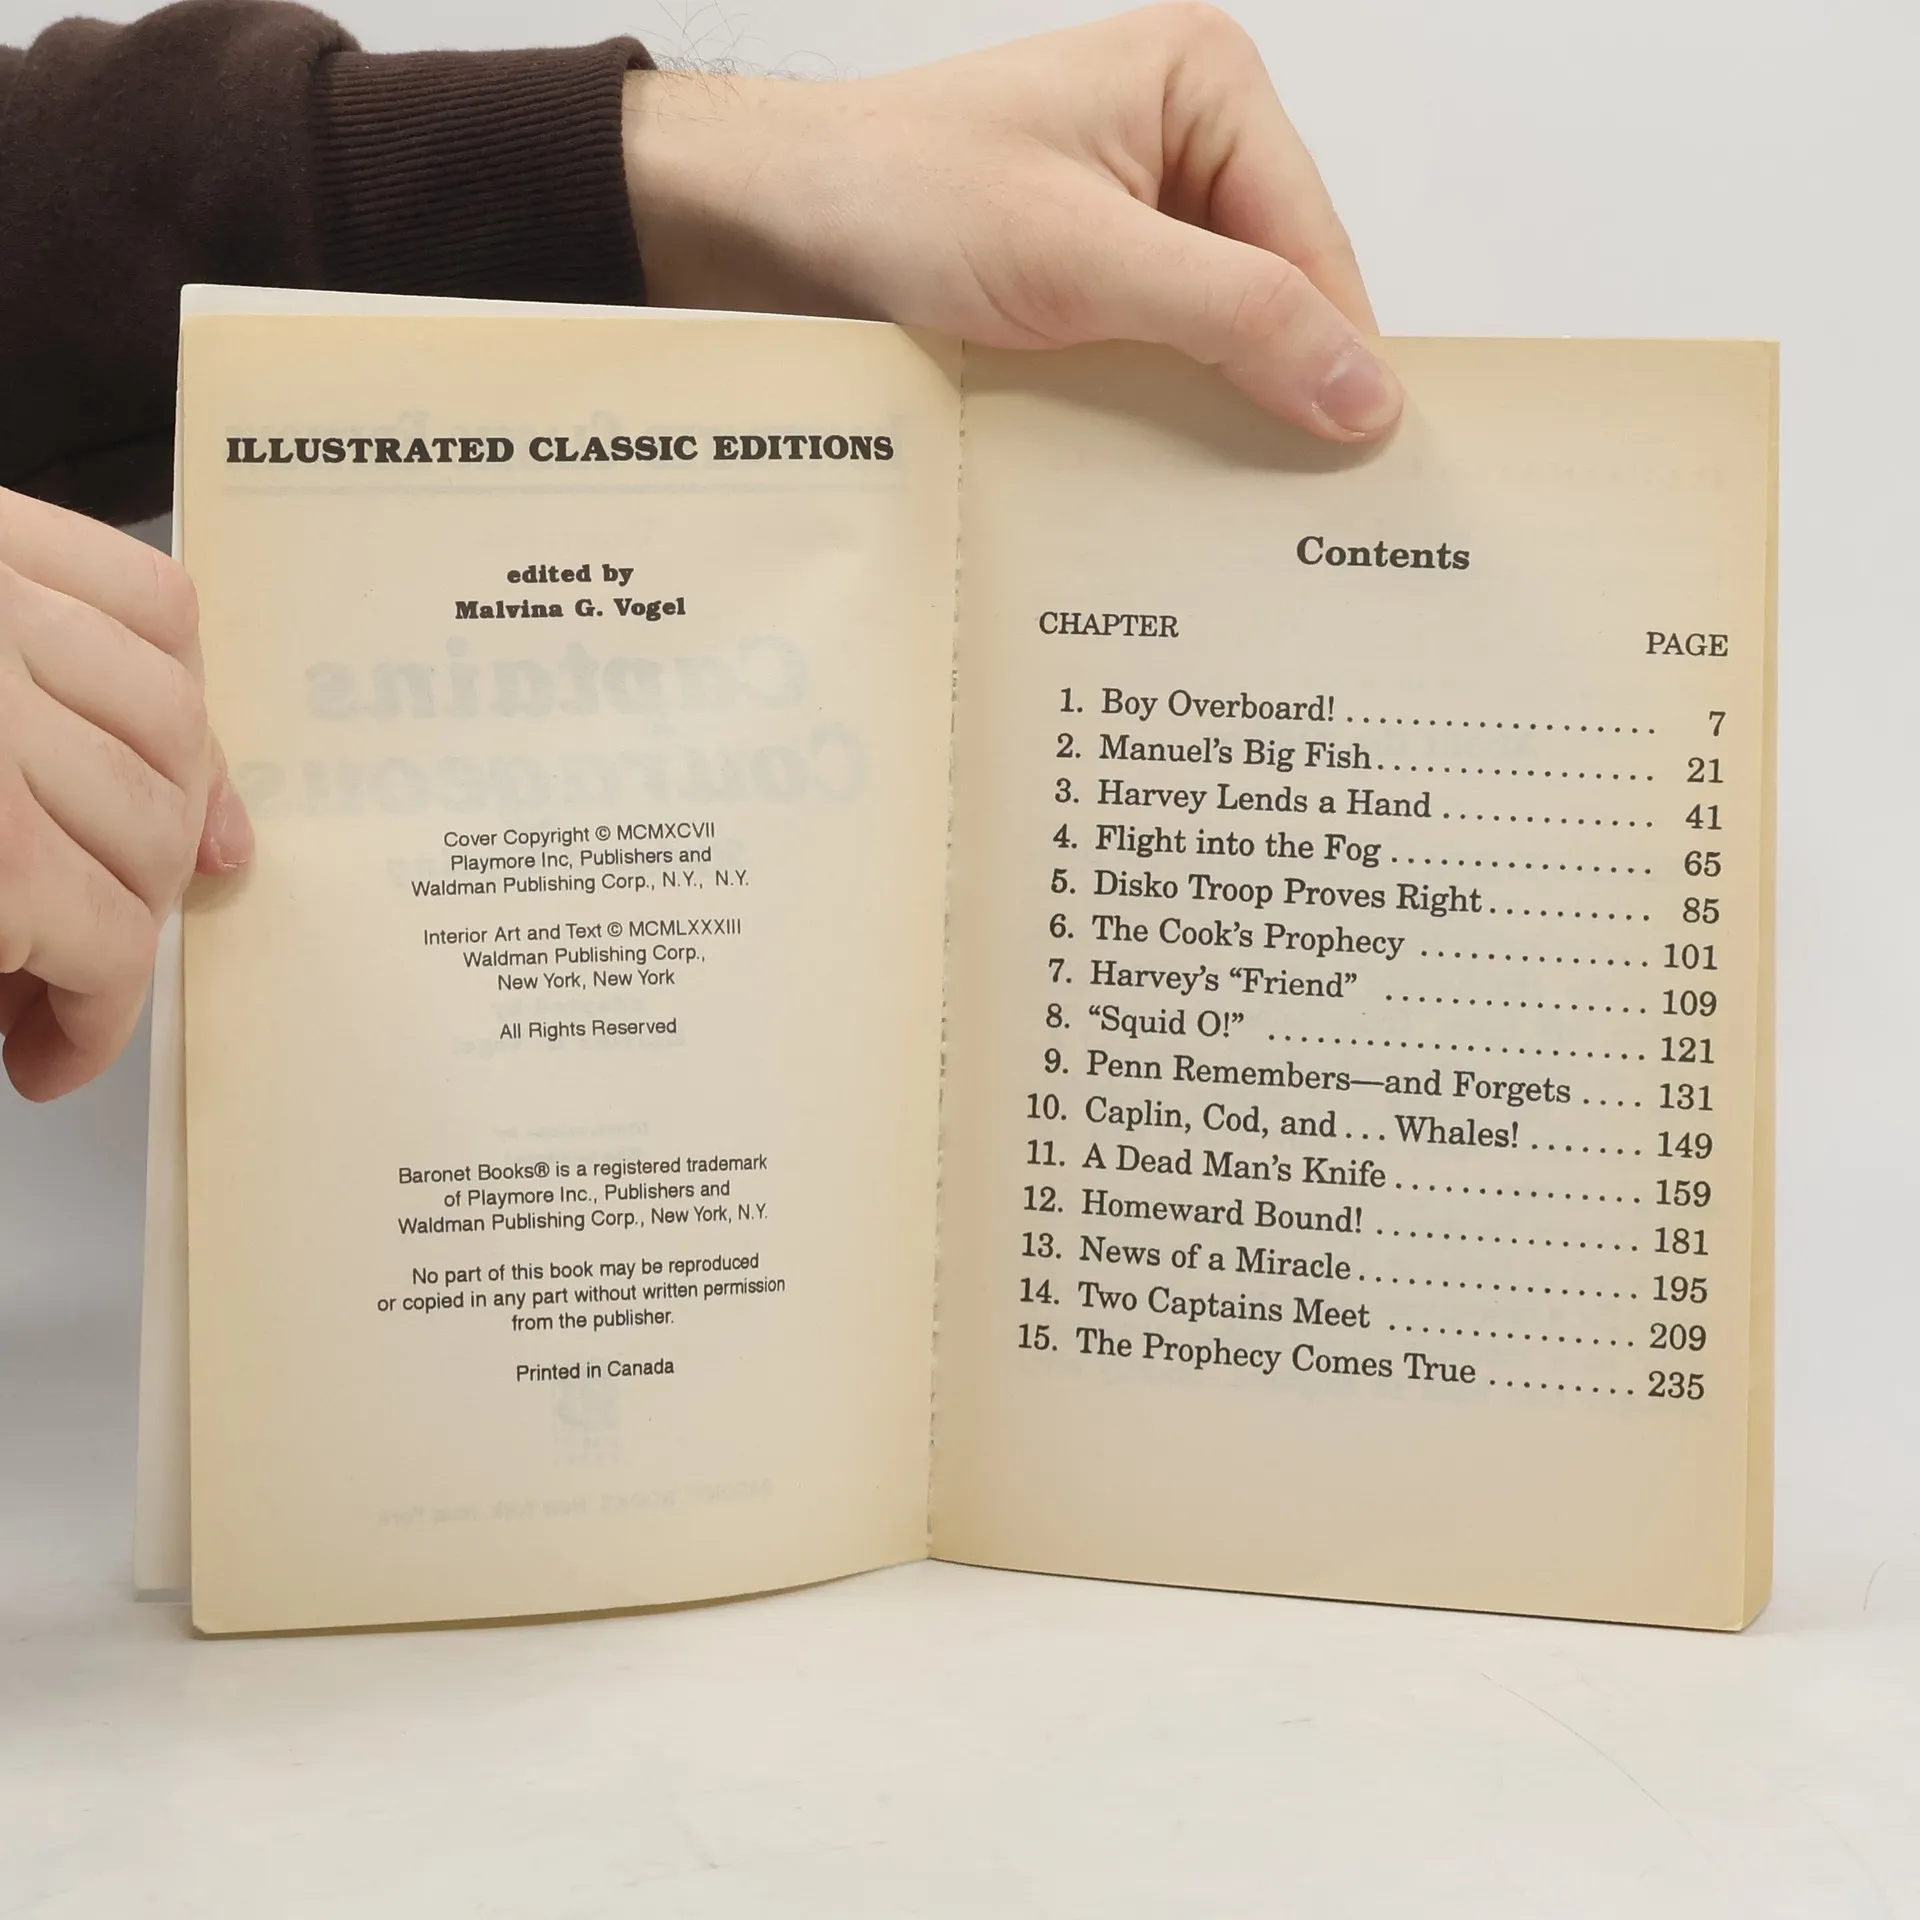 ILLUSTRATED CLASSIC EDITIONS
edited by
Malvina G. Vogel
Cover Copyright © MCMXCVII
Playmore Inc, Publishers and
Waldman Publishing Corp., N.Y., N.Y.
Interior Art and Text © MCMLXXXIII
Waldman Publishing Corp.,
New York, New York
All Rights Reserved
Baronet Books® is a registered trademark
of Playmore Inc., Publishers and
Waldman Publishing Corp., New York, N.Y.
No part of this book may be reproduced
or copied in any part without written permission
from the publisher.
Printed in Canada
Contents
CHAPTER PAGE
1. Boy Overboard! ................... 7
2. Manuel's Big Fish................. 21
3. Harvey Lends a Hand ............. 41
4. Flight into the Fog ................ 65
5. Disko Troop Proves Right.......... 85
6. The Cook's Prophecy .............. 101
7. Harvey's “Friend” ................ 109
8. “Squid O!” ....................... 121
9. Penn Remembers—and Forgets .... 131
10. Caplin, Cod, and... Whales! ....... 149
11. A Dead Man's Knife ............... 159
12. Homeward Bound! ................ 181
13. News of a Miracle................. 195
14. Two Captains Meet ............... 209
15. The Prophecy Comes True ......... 235